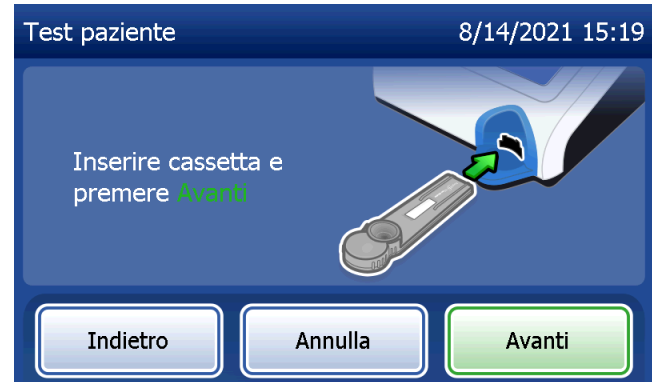 Test paziente
8/14/2021 15:19
Inserire cassetta e
premere Avanti
Indietro
Annulla
Avanti